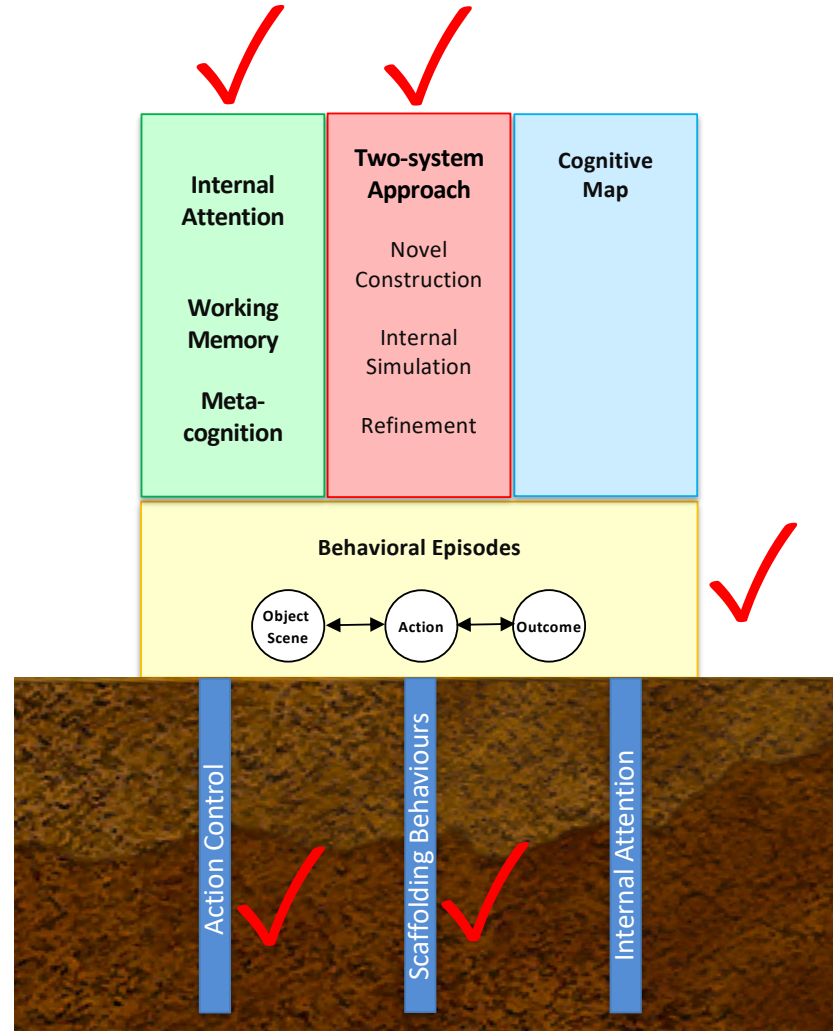 Internal
Attention
Working
Memory
Meta-
cognition
Two-system
Approach
Novel
Construction
Internal
Simulation
Refinement
Cognitive
Map
Behavioral Episodes
Object
Scene
Action
Outcome
Action Control
Scaffolding Behaviours
Internal Attention